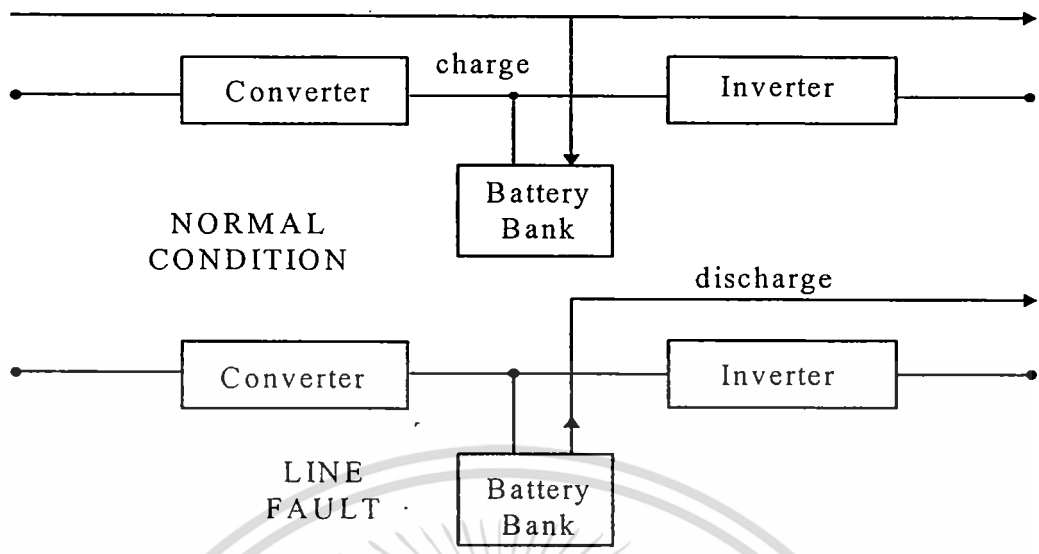 charge
Converter
Inverter
Battery
Bank
NORMAL
CONDITION
discharge
Converter
Inverter
LINE
FAULT
Battery
Bank